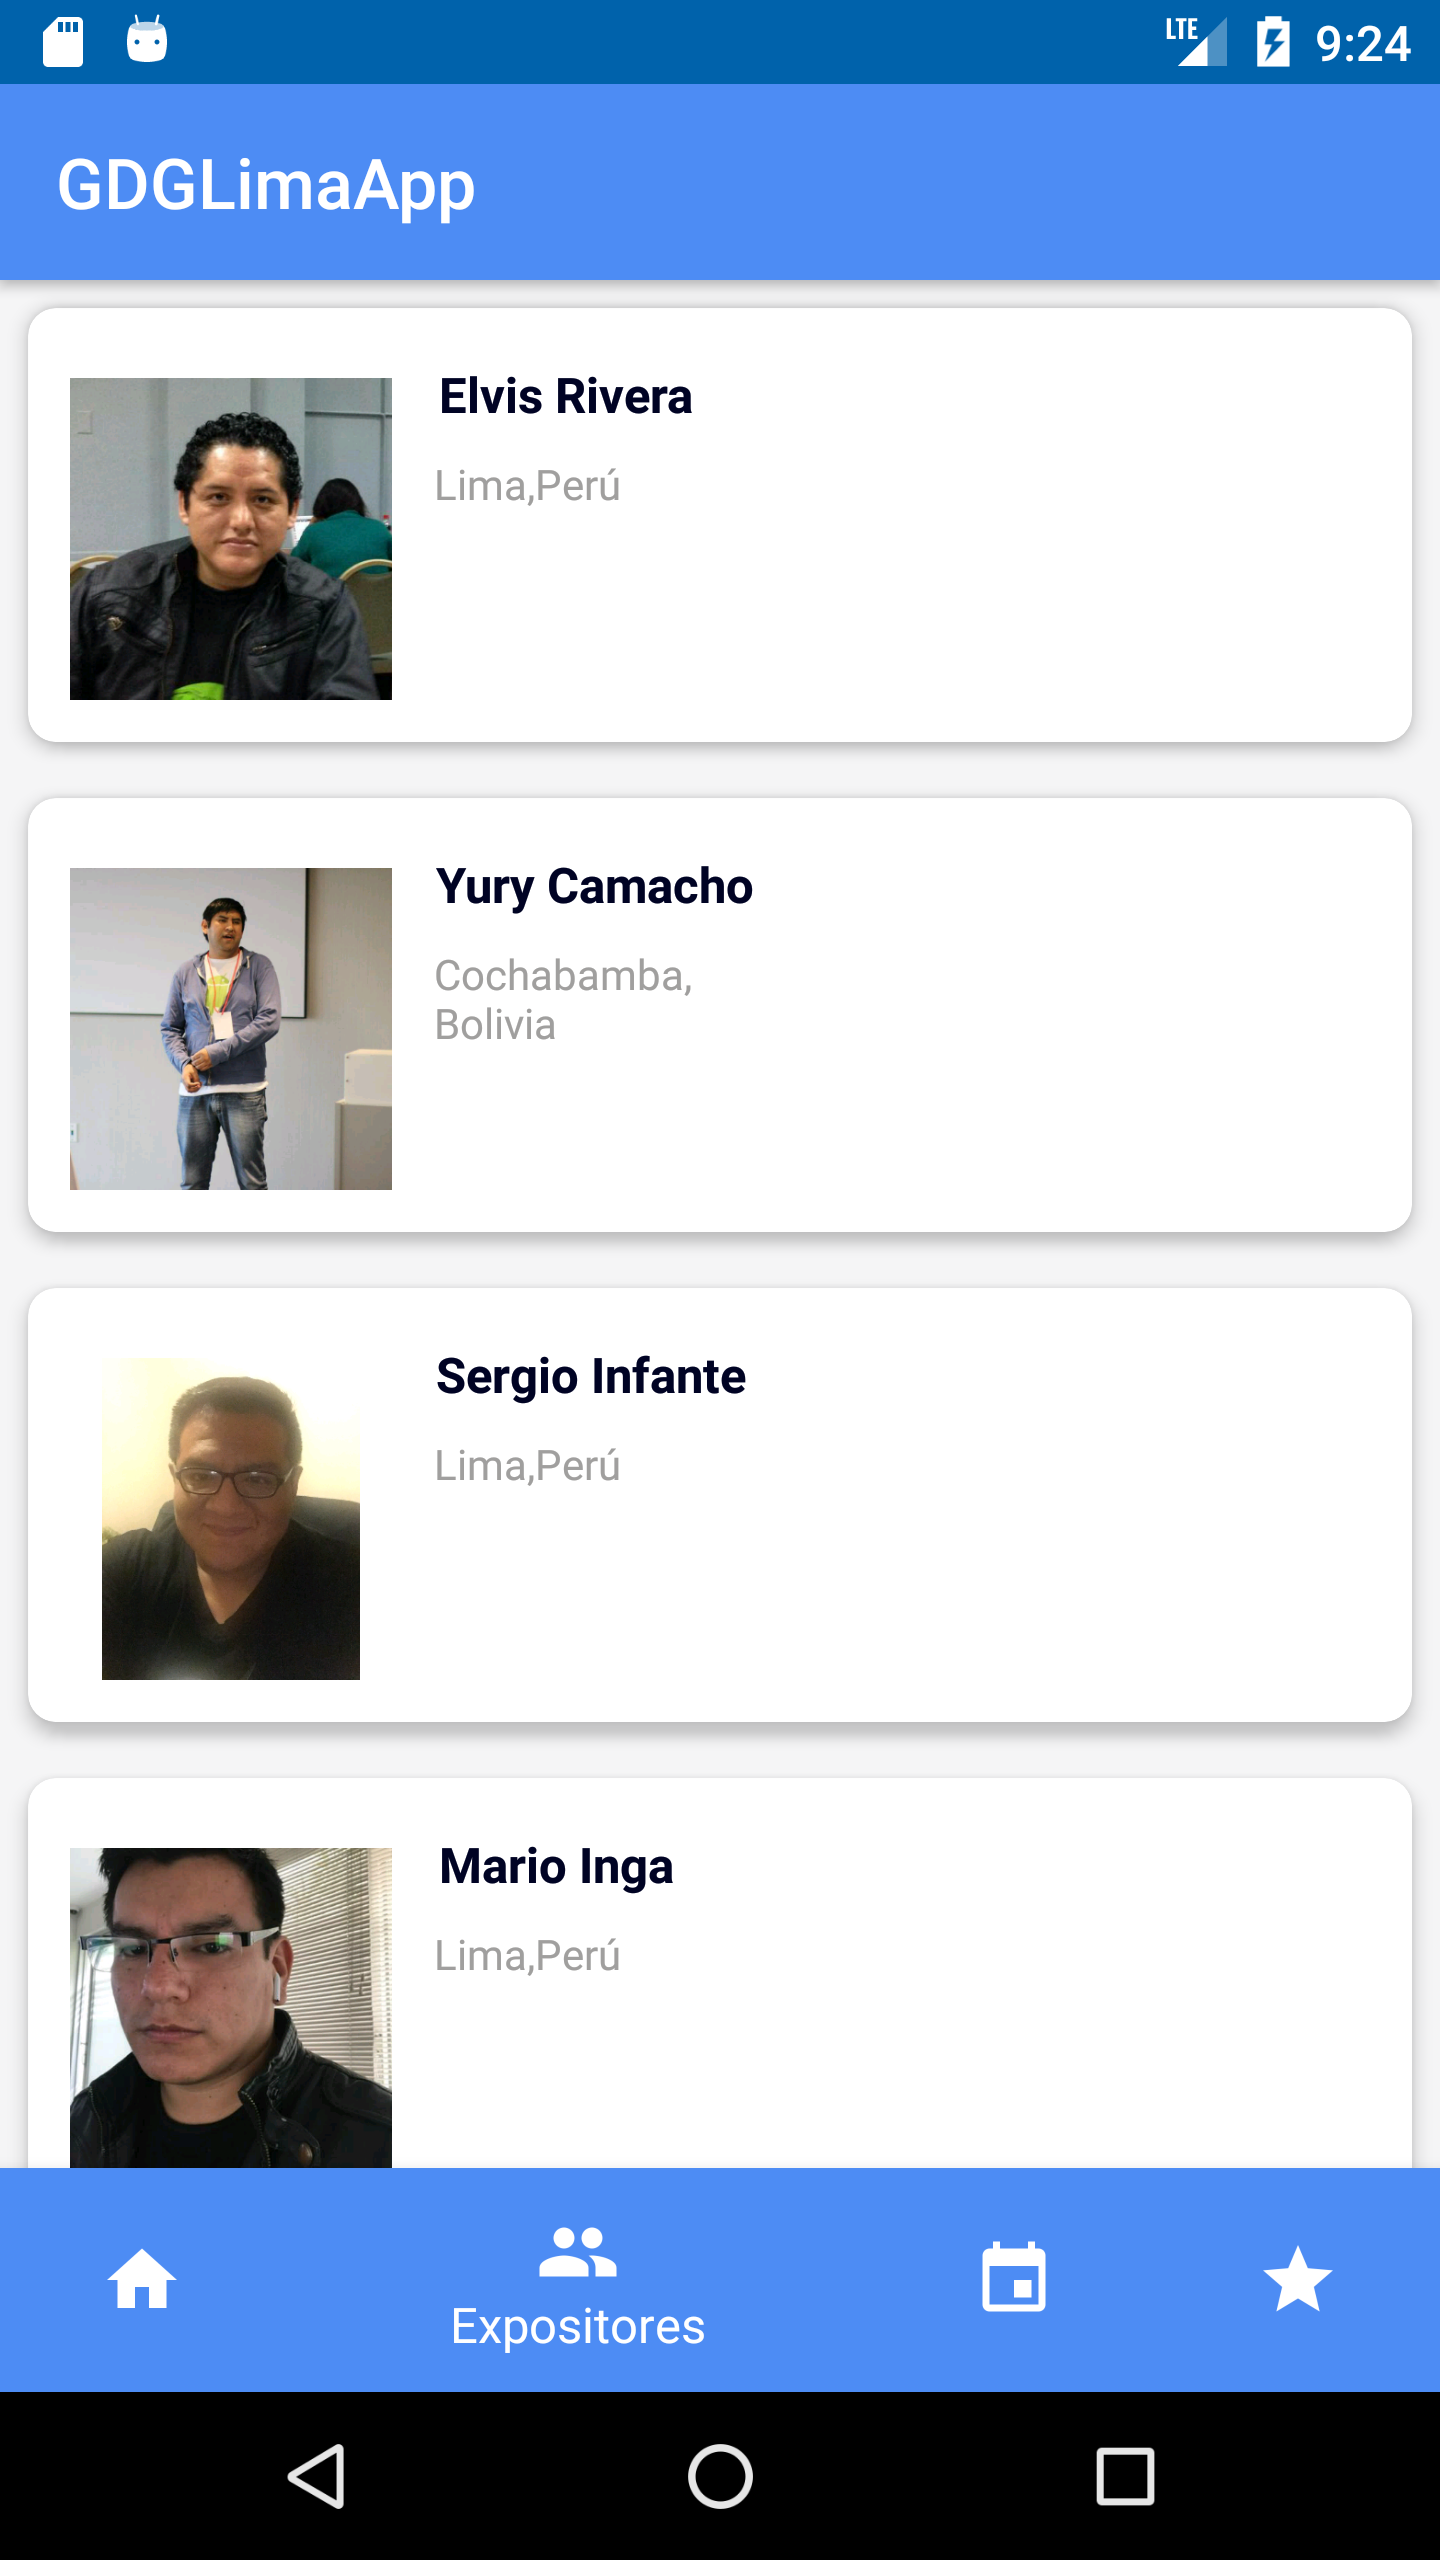 LTE 9:24
GDGLimaApp
Elvis Rivera
Lima,Perú
Yury Camacho
Cochabamba,
Bolivia
Sergio Infante
Lima,Perú
Mario Inga
Lima,Perú
Expositores